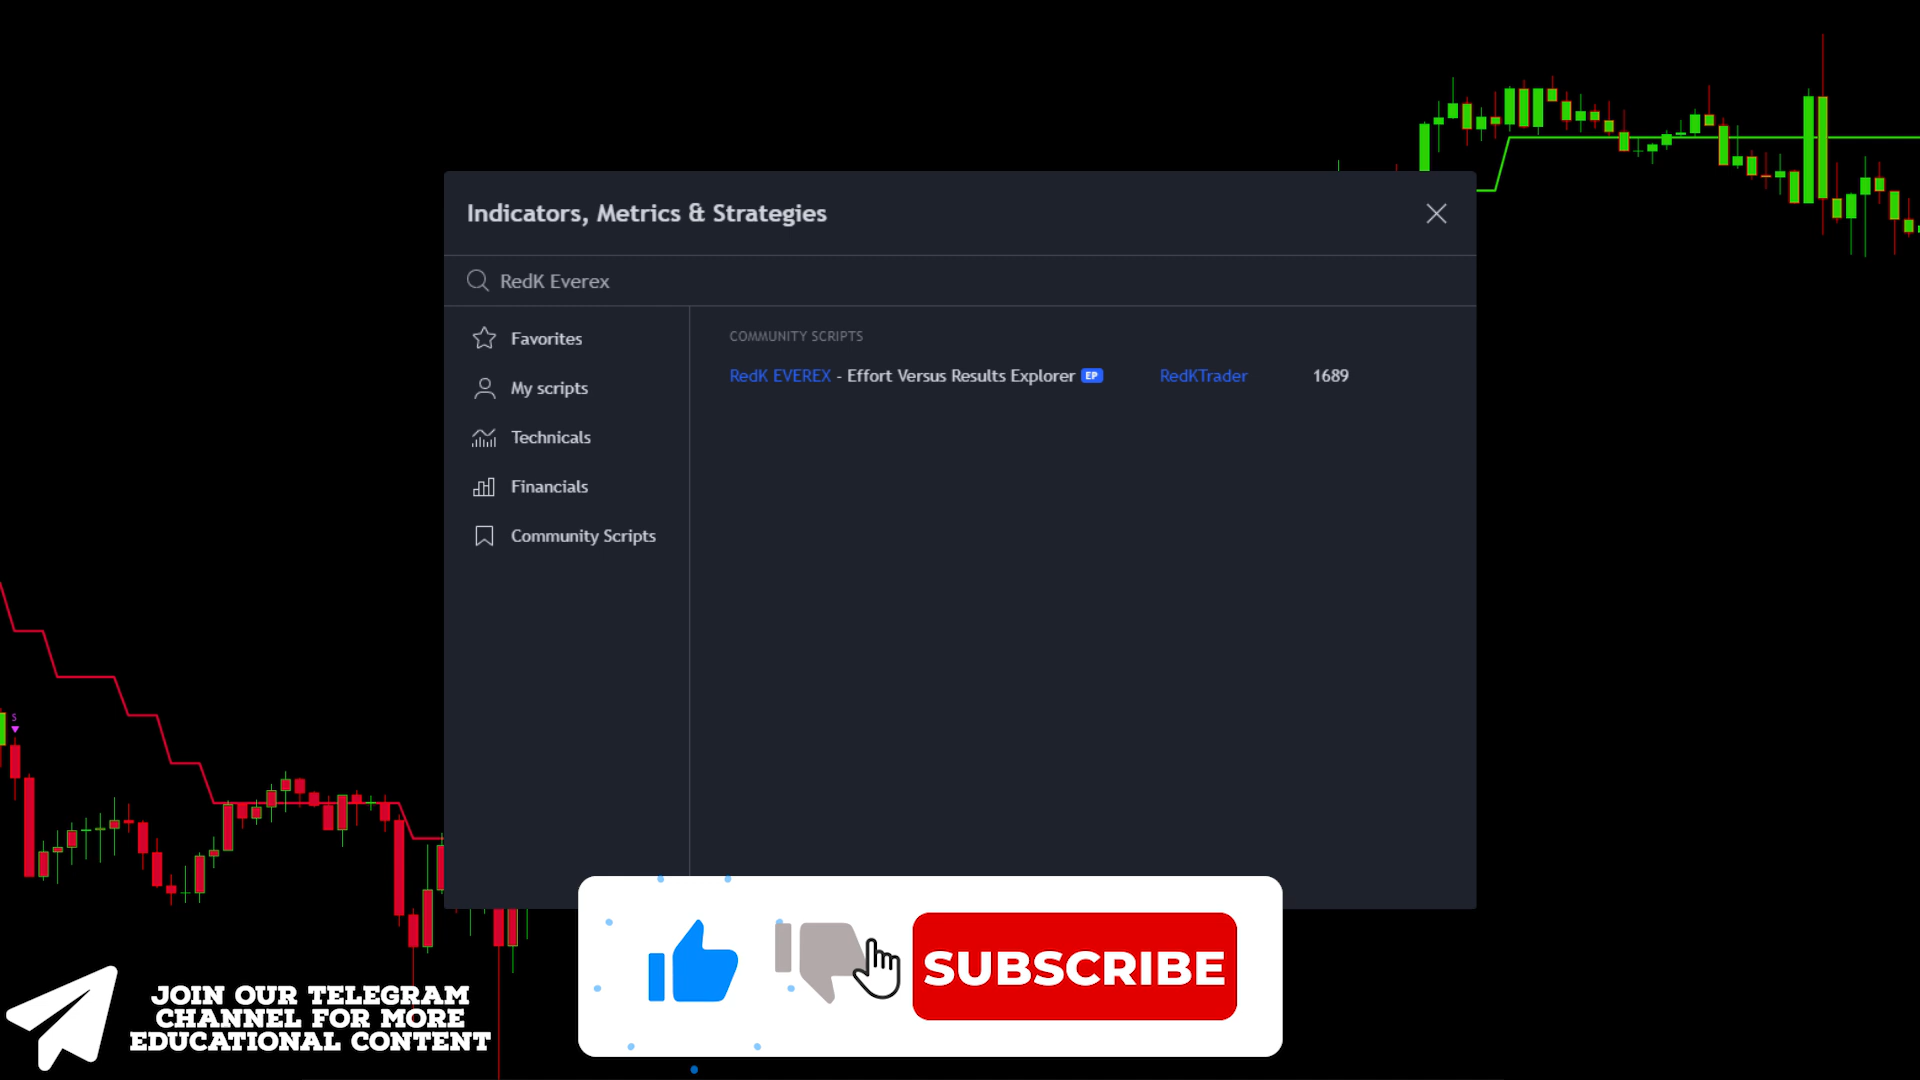 Indicators, Metrics & Strategies
RedK Everex
Favorites
My scripts
Technicals
Financials
Community Scripts
COMMUNITY SCRIPTS
RedK EVEREX - Effort Versus Results Explorer EP RedKTrader 1689
S
JOIN OUR TELEGRAM
CHANNEL FOR MORE
EDUCATIONAL CONTENT
SUBSCRIBE